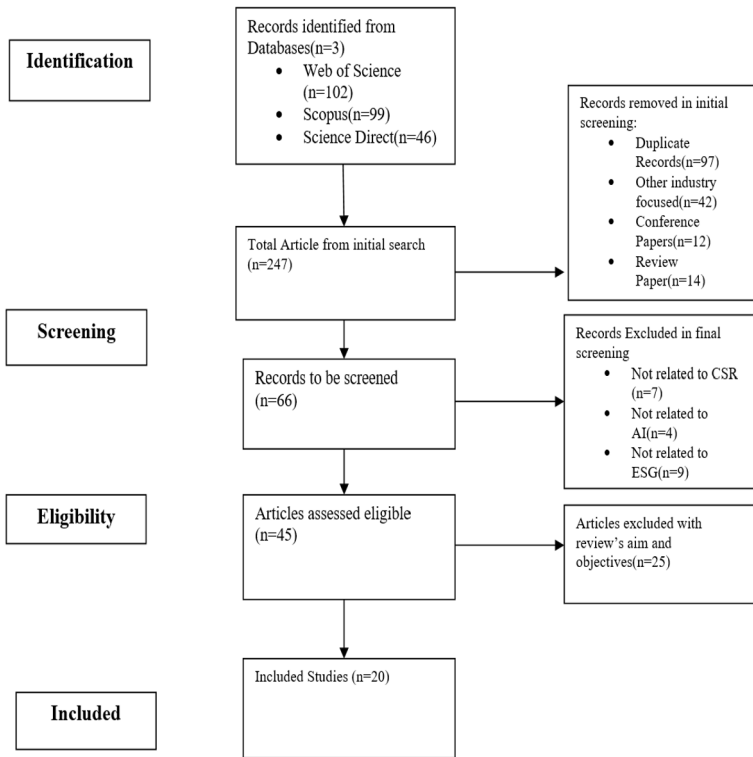 Identification
Records identified from
Databases(n=3)
• Web of Science
(n=102)
• Scopus(n=99)
• Science Direct(n=46)
Records removed in initial
screening:
• Duplicate
Records(n=97)
• Other industry
focused(n=42)
• Conference
Papers(n=12)
• Review
Paper(n=14)
Total Article from initial search
(n=247)
Screening
Records to be screened
(n=66)
Records Excluded in final
screening
• Not related to CSR
(n=7)
• Not related to
AI(n=4)
• Not related to
ESG(n=9)
Eligibility
Articles assessed eligible
(n=45)
Articles excluded with
review's aim and
objectives(n=25)
Included
Included Studies (n=20)